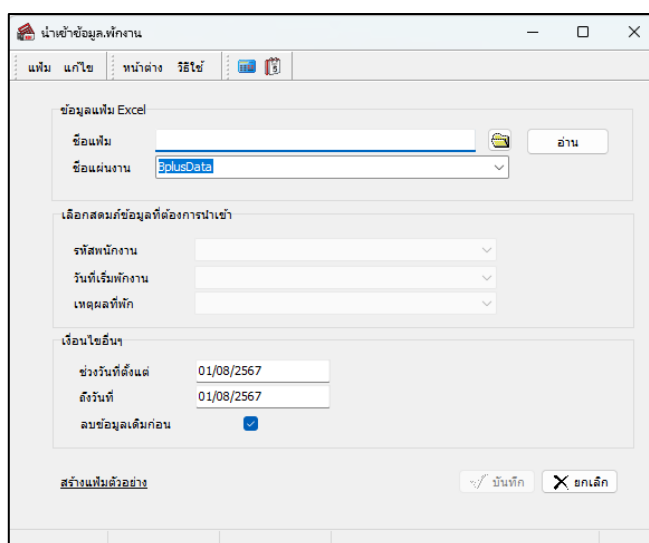 นำเข้าข้อมูล.พักงาน
แฟ้ม แก้ไข หน้าต่าง วิธีใช้
ข้อมูลแฟ้ม Excel
ชื่อแฟ้ม อ่าน
ชื่อแผ่นงาน BplusData
เลือกสดมภ์ข้อมูลที่ต้องการนำเข้า
รหัสพนักงาน
วันที่เริ่มพักงาน
เหตุผลที่พัก
เงื่อนไขอื่นๆ
ช่วงวันที่ตั้งแต่ 01/08/2567
ถึงวันที่ 01/08/2567
ลบข้อมูลเดิมก่อน
สร้างแฟ้มตัวอย่าง บันทึก ยกเลิก